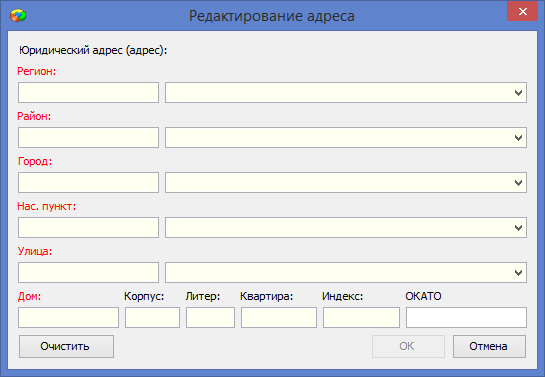 Редактирование адреса
Юридический адрес (адрес):
Регион:
Район:
Город:
Нас. пункт:
Улица:
Дом: Корпус: Литер: Квартира: Индекс: ОКАТО
Очистить OK Отмена